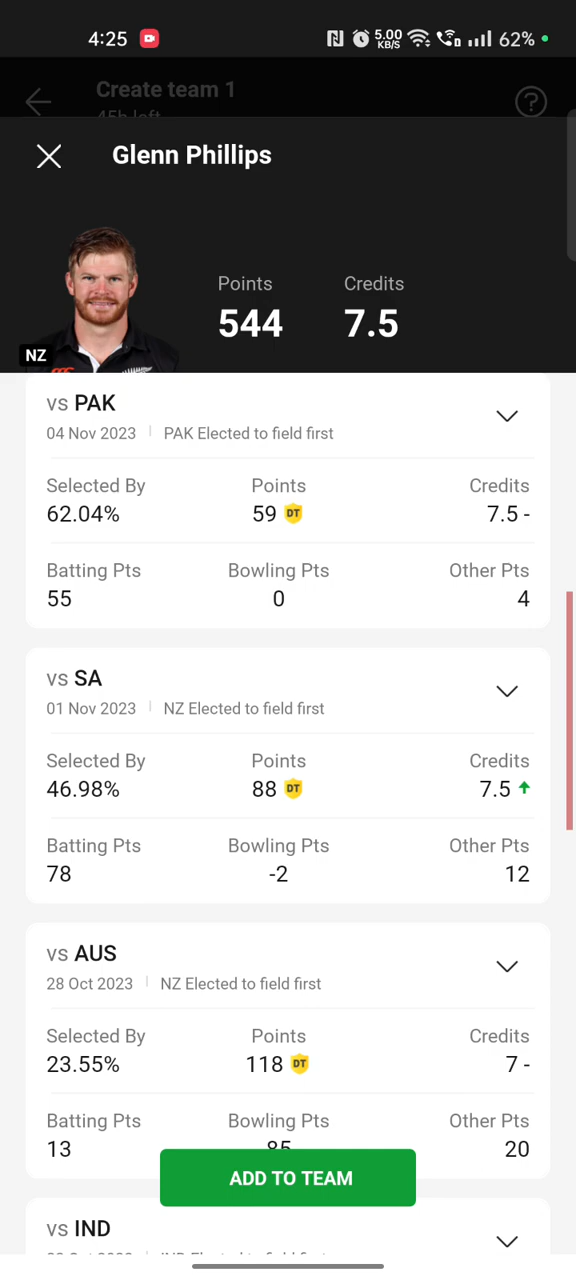 4:25
5.00
KB/S
62%
Create team 1
45h left
Glenn Phillips
Points
Credits
544
7.5
NZ
vs PAK
04 Nov 2023
PAK Elected to field first
Selected By
Points
Credits
62.04%
59 DT
7.5 -
Batting Pts
Bowling Pts
Other Pts
55
0
4
vs SA
01 Nov 2023
NZ Elected to field first
Selected By
Points
Credits
46.98%
88 DT
7.5
Batting Pts
Bowling Pts
Other Pts
78
-2
12
vs AUS
28 Oct 2023
NZ Elected to field first
Selected By
Points
Credits
23.55%
118 DT
7 -
Batting Pts
Bowling Pts
Other Pts
13
85
20
ADD TO TEAM
vs IND